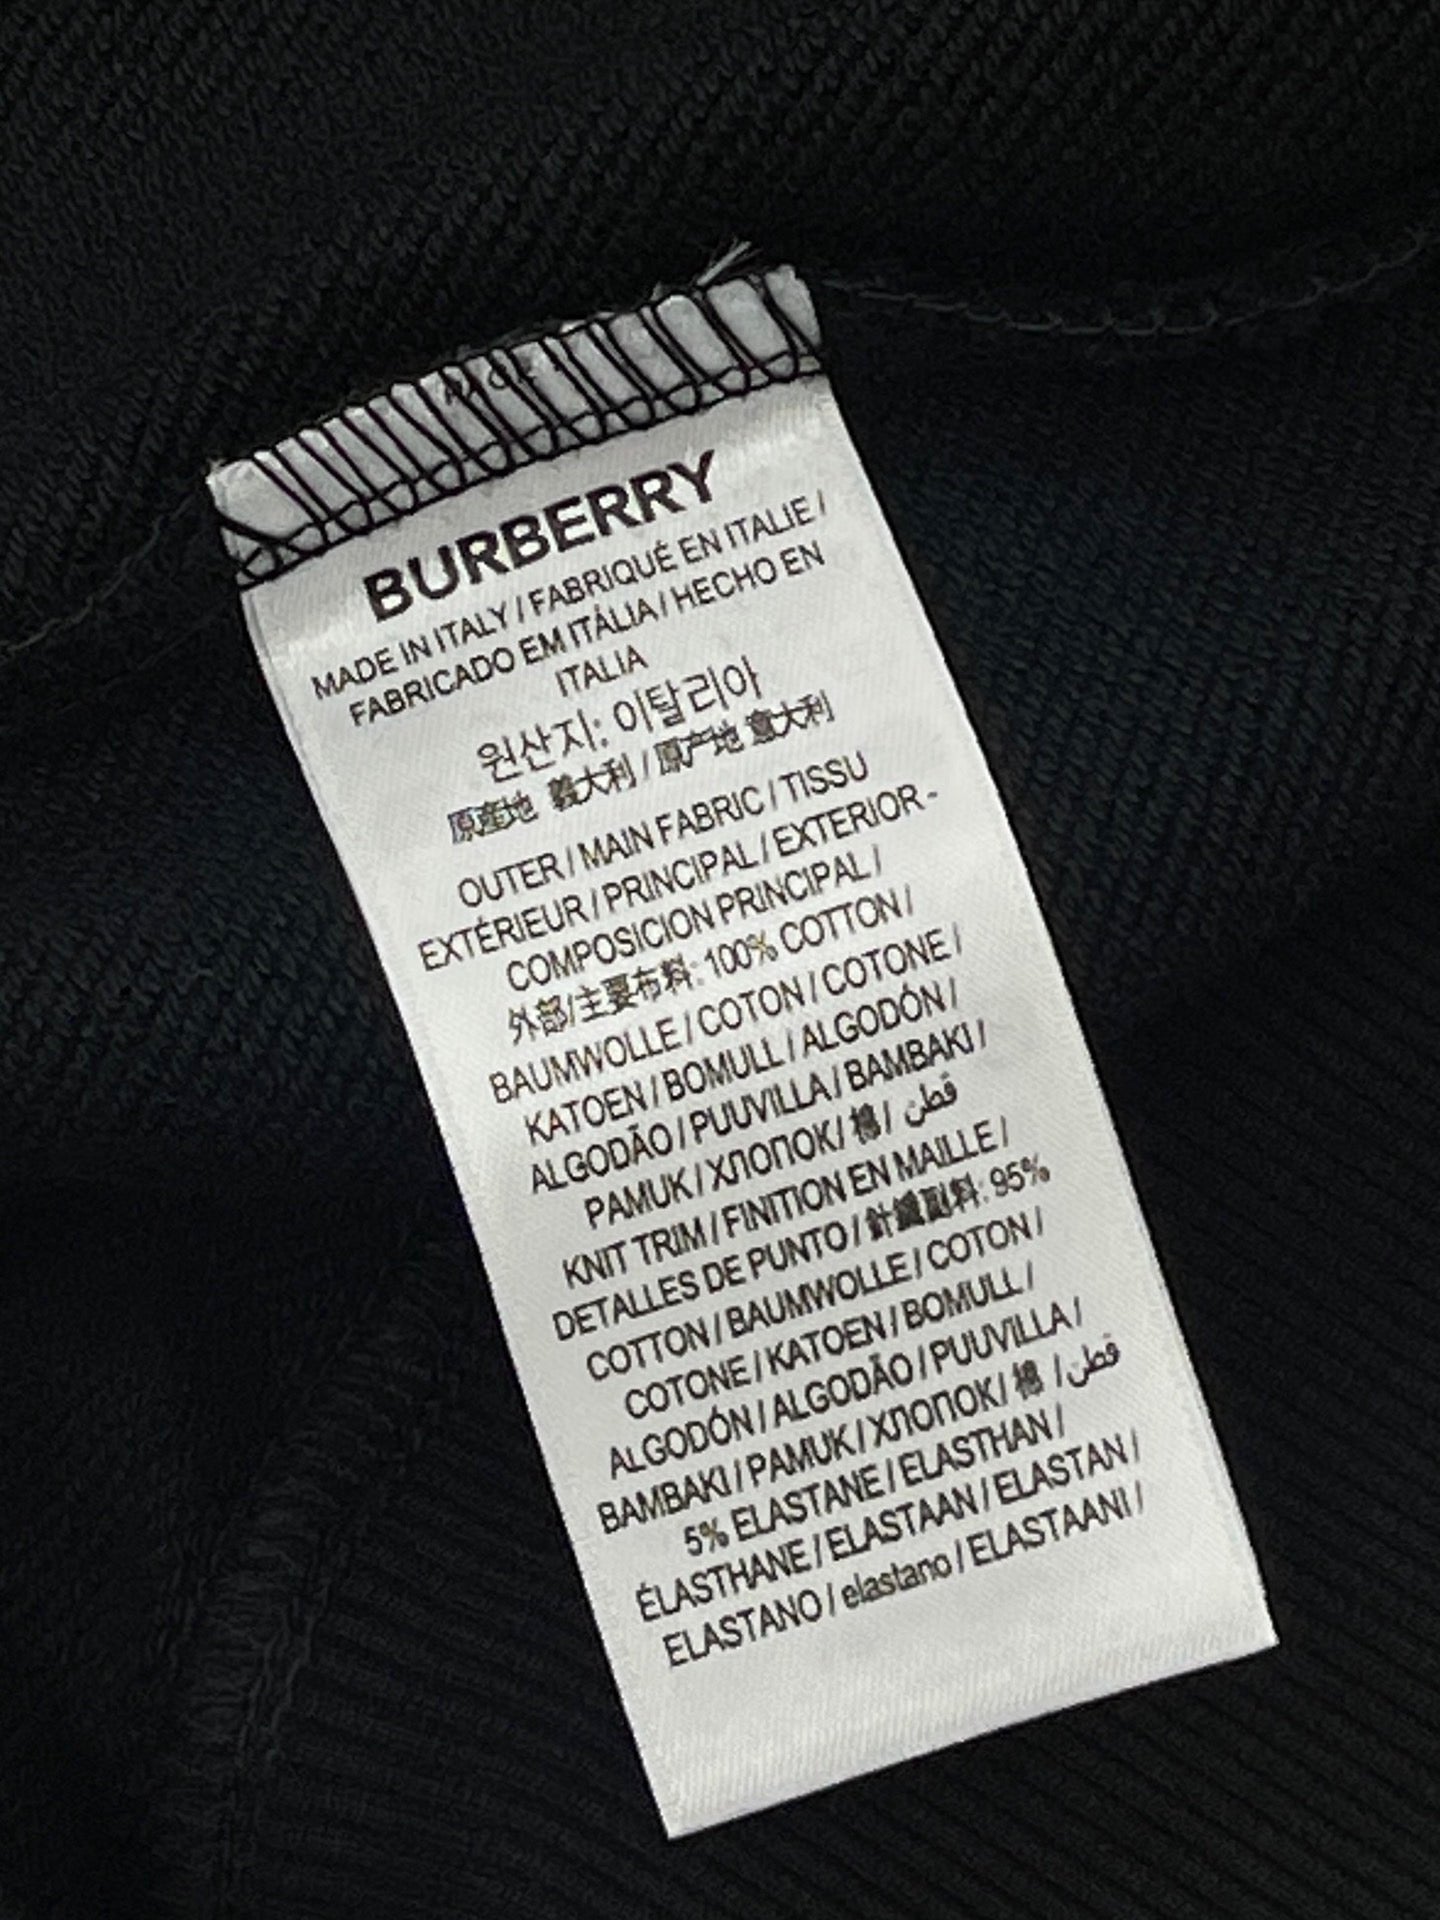 BURBERRY
MADE IN ITALY / FABRIQUÉ EN ITALIE /
FABRICADO EM ITÁLIA / HECHO EN
ITALIA
원산지: 이탈리아
原産地 義大利 / 原产地 意大利
OUTER / MAIN FABRIC / TISSU
EXTÉRIEUR / PRINCIPAL / EXTERIOR -
COMPOSICION PRINCIPAL /
外部/主要布料: 100% COTTON /
BAUMWOLLE / COTON / COTONE /
KATOEN / BOMULL / ALGODÓN /
ALGODÃO / PUUVILLA / BAMBAKI /
PAMUK / ХЛОПОК / 棉 / قطن
KNIT TRIM / FINITION EN MAILLE /
DETALLES DE PUNTO / 針織副料: 95%
COTTON / BAUMWOLLE / COTON /
COTONE / KATOEN / BOMULL /
ALGODÓN / ALGODÃO / PUUVILLA /
BAMBAKI / PAMUK / ХЛОПОК / 棉 / قطن
5% ELASTANE / ELASTHAN /
ÉLASTHANE / ELASTAAN / ELASTAN /
ELASTANO / elastano / ELASTAANI /